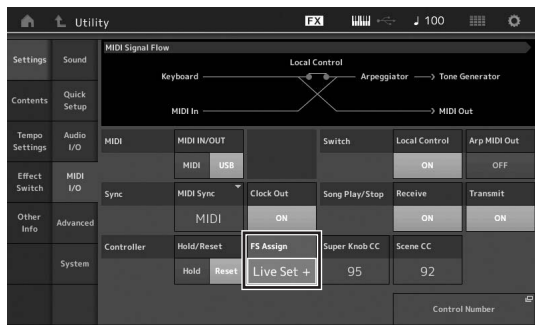 Utility
FX
♩ 100
Settings
Sound
Contents
Quick
Setup
Tempo
Settings
Audio
I/O
Effect
Switch
MIDI
I/O
Other
Info
Advanced
System
MIDI Signal Flow
Local Control
Keyboard
Arpeggiator
Tone Generator
MIDI In
MIDI Out
MIDI
MIDI IN/OUT
MIDI USB
Switch
Local Control
ON
Arp MIDI Out
OFF
Sync
MIDI Sync
MIDI
Clock Out
ON
Song Play/Stop
Receive
ON
Transmit
ON
Controller
Hold/Reset
Hold Reset
FS Assign
Live Set +
Super Knob CC
95
Scene CC
92
Control Number